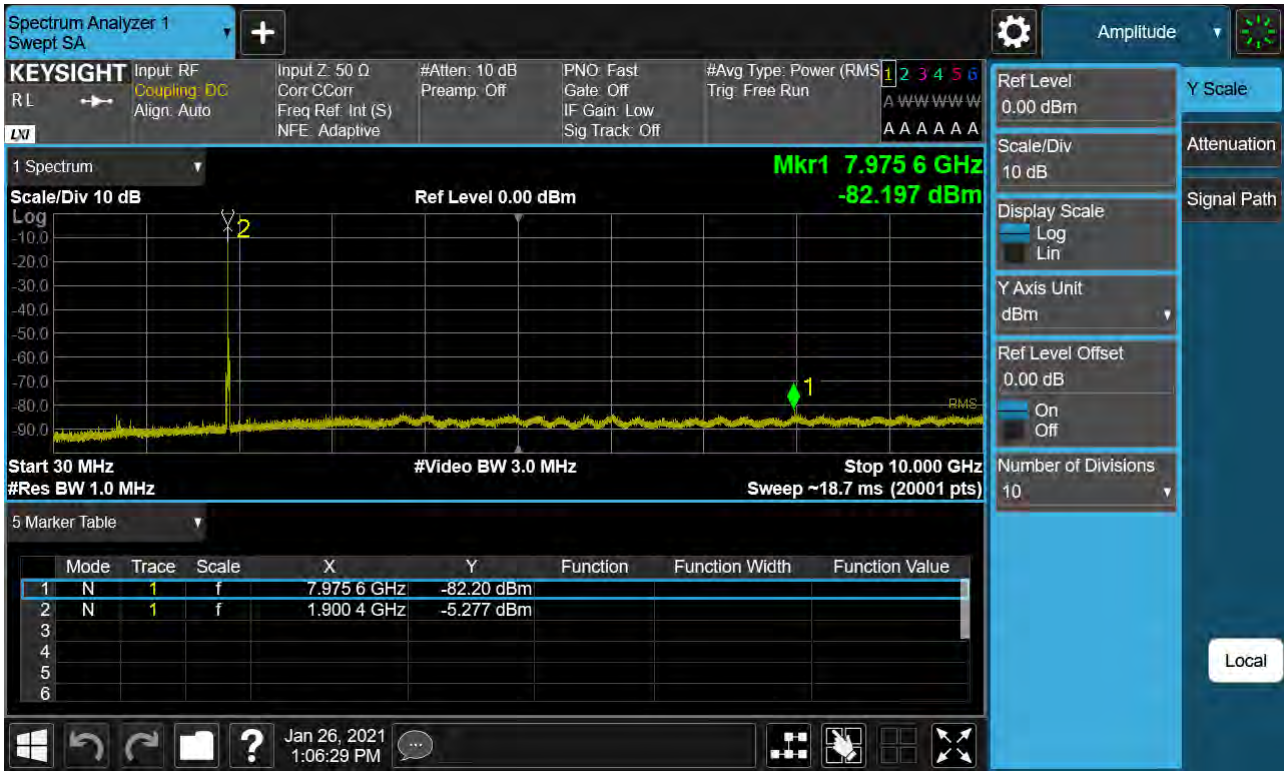 Spectrum Analyzer 1
Swept SA
+
Amplitude
KEYSIGHT
RL
LXI
Input: RF
Coupling: DC
Align: Auto
Input Z: 50 Ω
Corr CCorr
Freq Ref: Int (S)
NFE: Adaptive
#Atten: 10 dB
Preamp: Off
PNO: Fast
Gate: Off
IF Gain: Low
Sig Track: Off
#Avg Type: Power (RMS
Trig: Free Run
1 2 3 4 5 6
A W W W W W
A A A A A A
1 Spectrum
Scale/Div 10 dB
Ref Level 0.00 dBm
Mkr1 7.975 6 GHz
-82.197 dBm
Log
-10.0
-20.0
-30.0
-40.0
-50.0
-60.0
-70.0
-80.0
-90.0
2
1
RMS
Start 30 MHz
#Video BW 3.0 MHz
Stop 10.000 GHz
#Res BW 1.0 MHz
Sweep ~18.7 ms (20001 pts)
5 Marker Table
Mode Trace Scale X Y Function Function Width Function Value
1 N 1 f 7.975 6 GHz -82.20 dBm
2 N 1 f 1.900 4 GHz -5.277 dBm
3
4
5
6
Ref Level
0.00 dBm
Scale/Div
10 dB
Display Scale
Log
Lin
Y Axis Unit
dBm
Ref Level Offset
0.00 dB
On
Off
Number of Divisions
10
Y Scale
Attenuation
Signal Path
Local
?
Jan 26, 2021
1:06:29 PM